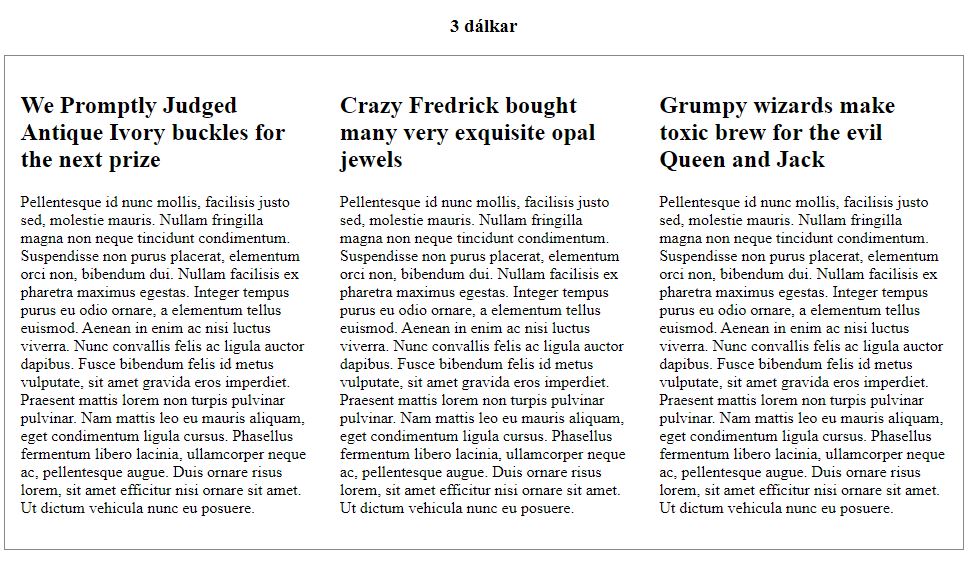 3 dálkar
We Promptly Judged
Antique Ivory buckles for
the next prize
Pellentesque id nunc mollis, facilisis justo
sed, molestie mauris. Nullam fringilla
magna non neque tincidunt condimentum.
Suspendisse non purus placerat, elementum
orci non, bibendum dui. Nullam facilisis ex
pharetra maximus egestas. Integer tempus
purus eu odio ornare, a elementum tellus
euismod. Aenean in enim ac nisi luctus
viverra. Nunc convallis felis ac ligula auctor
dapibus. Fusce bibendum felis id metus
vulputate, sit amet gravida eros imperdiet.
Praesent mattis lorem non turpis pulvinar
pulvinar. Nam mattis leo eu mauris aliquam,
eget condimentum ligula cursus. Phasellus
fermentum libero lacinia, ullamcorper neque
ac, pellentesque augue. Duis ornare risus
lorem, sit amet efficitur nisi ornare sit amet.
Ut dictum vehicula nunc eu posuere.
Crazy Fredrick bought
many very exquisite opal
jewels
Pellentesque id nunc mollis, facilisis justo
sed, molestie mauris. Nullam fringilla
magna non neque tincidunt condimentum.
Suspendisse non purus placerat, elementum
orci non, bibendum dui. Nullam facilisis ex
pharetra maximus egestas. Integer tempus
purus eu odio ornare, a elementum tellus
euismod. Aenean in enim ac nisi luctus
viverra. Nunc convallis felis ac ligula auctor
dapibus. Fusce bibendum felis id metus
vulputate, sit amet gravida eros imperdiet.
Praesent mattis lorem non turpis pulvinar
pulvinar. Nam mattis leo eu mauris aliquam,
eget condimentum ligula cursus. Phasellus
fermentum libero lacinia, ullamcorper neque
ac, pellentesque augue. Duis ornare risus
lorem, sit amet efficitur nisi ornare sit amet.
Ut dictum vehicula nunc eu posuere.
Grumpy wizards make
toxic brew for the evil
Queen and Jack
Pellentesque id nunc mollis, facilisis justo
sed, molestie mauris. Nullam fringilla
magna non neque tincidunt condimentum.
Suspendisse non purus placerat, elementum
orci non, bibendum dui. Nullam facilisis ex
pharetra maximus egestas. Integer tempus
purus eu odio ornare, a elementum tellus
euismod. Aenean in enim ac nisi luctus
viverra. Nunc convallis felis ac ligula auctor
dapibus. Fusce bibendum felis id metus
vulputate, sit amet gravida eros imperdiet.
Praesent mattis lorem non turpis pulvinar
pulvinar. Nam mattis leo eu mauris aliquam,
eget condimentum ligula cursus. Phasellus
fermentum libero lacinia, ullamcorper neque
ac, pellentesque augue. Duis ornare risus
lorem, sit amet efficitur nisi ornare sit amet.
Ut dictum vehicula nunc eu posuere.